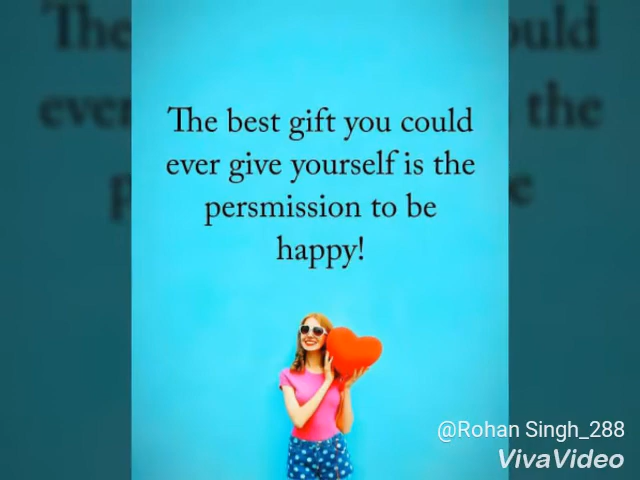 The best gift you could
ever give yourself is the
persmission to be
happy!
@Rohan Singh_288
VivaVideo